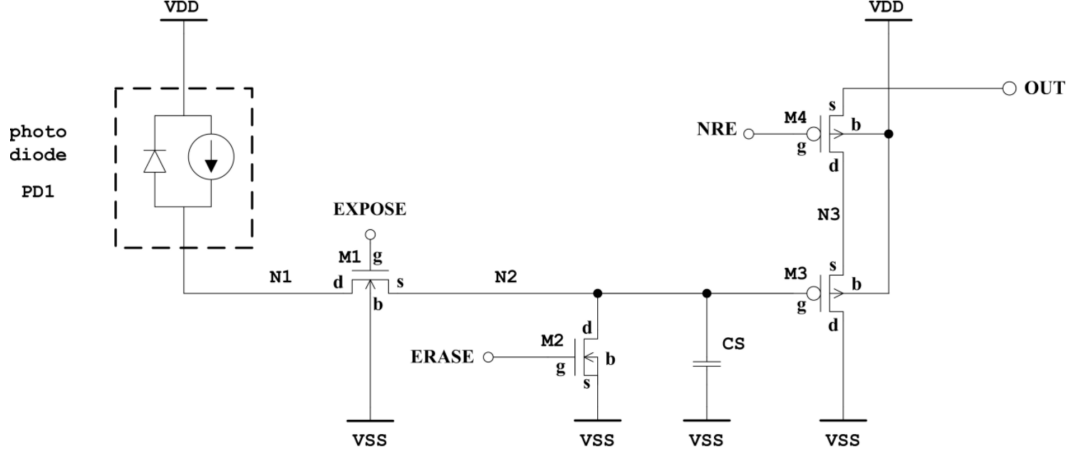 VDD
VDD
OUT
s
M4
b
NRE
g
d
photo
diode
PD1
N3
EXPOSE
M1
g
d
s
b
N1
N2
s
M3
b
g
d
d
M2
b
ERASE
g
s
CS
VSS
VSS
VSS
VSS